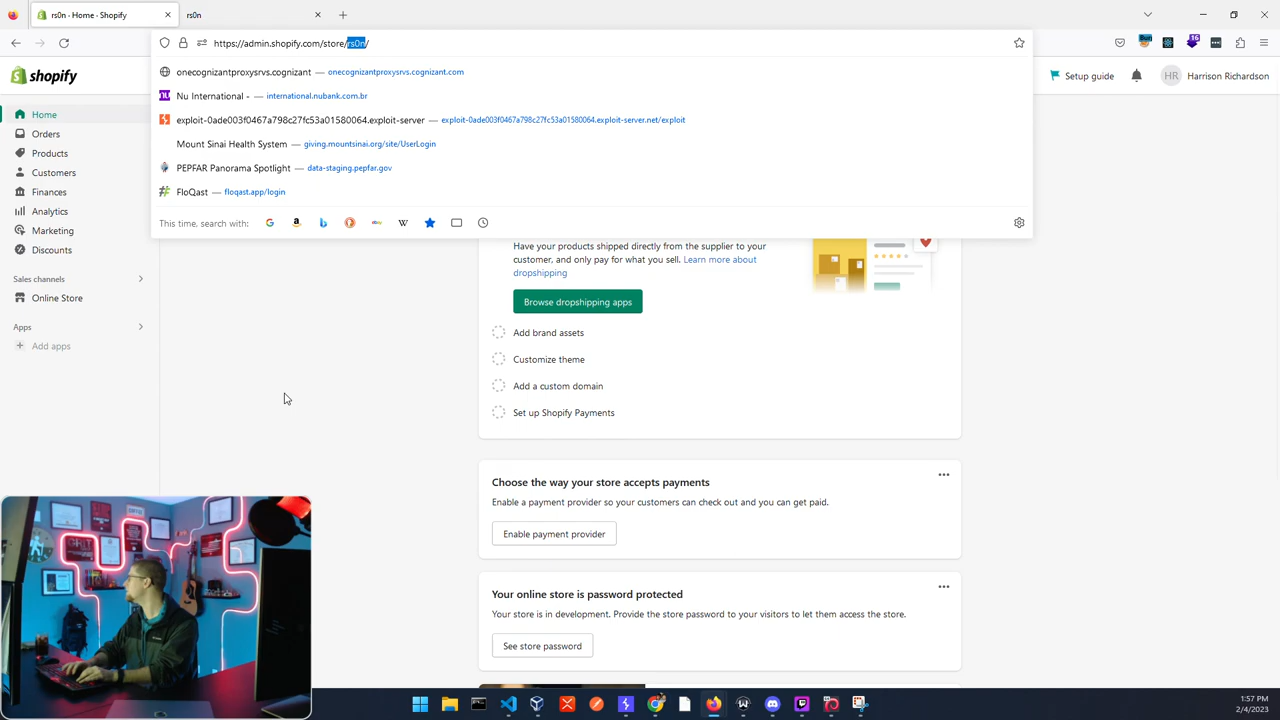 rs0n - Home - Shopify
rs0n
https://admin.shopify.com/store/rs0n/
16
onecognizantproxysrvs.cognizant — onecognizantproxysrvs.cognizant.com
Nu International - — international.nubank.com.br
exploit-0ade003f0467a798c27fc53a01580064.exploit-server — exploit-0ade003f0467a798c27fc53a01580064.exploit-server.net/exploit
Mount Sinai Health System — giving.mountsinai.org/site/UserLogin
PEPFAR Panorama Spotlight — data-staging.pepfar.gov
FloQast — floqast.app/login
This time, search with:
shopify
Setup guide
HR
Harrison Richardson
Home
Orders
Products
Customers
Finances
Analytics
Marketing
Discounts
Sales channels
Online Store
Apps
Add apps
Have your products shipped directly from the supplier to your
customer, and only pay for what you sell. Learn more about
dropshipping
Browse dropshipping apps
Add brand assets
Customize theme
Add a custom domain
Set up Shopify Payments
Choose the way your store accepts payments
Enable a payment provider so your customers can check out and you can get paid.
Enable payment provider
Your online store is password protected
Your store is in development. Provide the store password to your visitors to let them access the store.
See store password
1:57 PM
2/4/2023